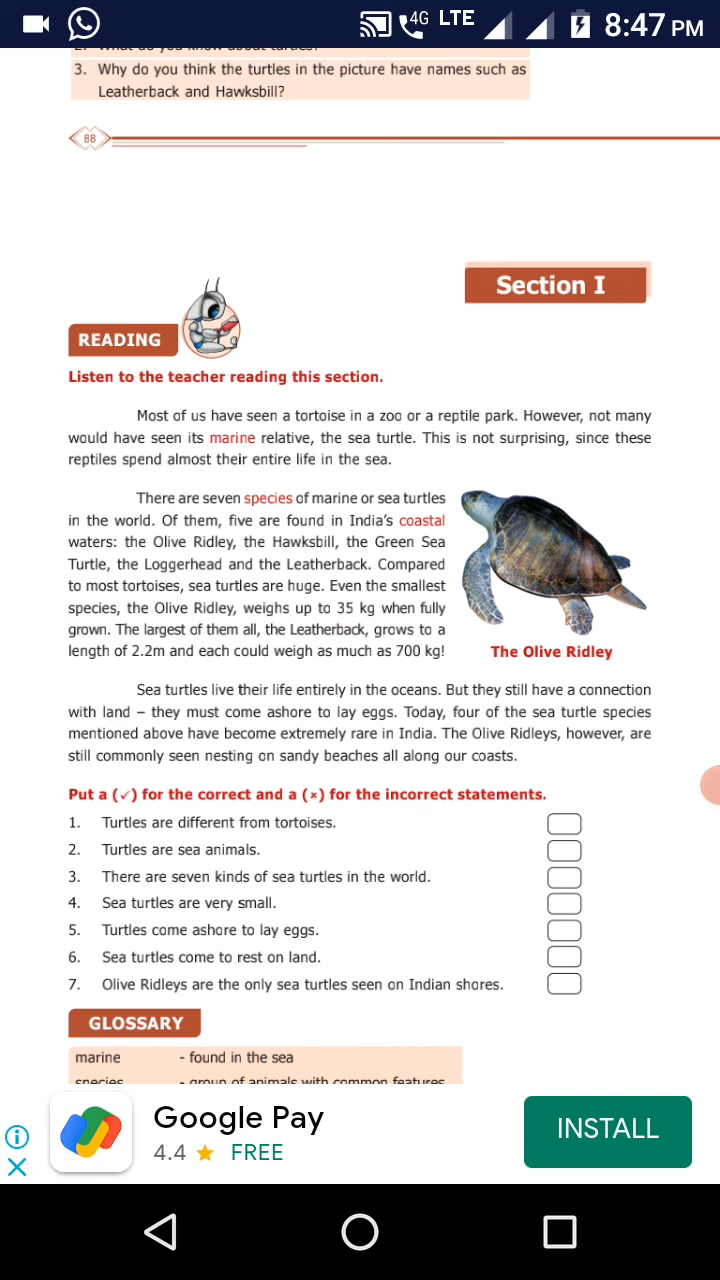 4G LTE 8:47 PM
2. What do you know about turtles?
3. Why do you think the turtles in the picture have names such as
Leatherback and Hawksbill?
88
Section I
READING
Listen to the teacher reading this section.
Most of us have seen a tortoise in a zoo or a reptile park. However, not many
would have seen its marine relative, the sea turtle. This is not surprising, since these
reptiles spend almost their entire life in the sea.
There are seven species of marine or sea turtles
in the world. Of them, five are found in India's coastal
waters: the Olive Ridley, the Hawksbill, the Green Sea
Turtle, the Loggerhead and the Leatherback. Compared
to most tortoises, sea turtles are huge. Even the smallest
species, the Olive Ridley, weighs up to 35 kg when fully
grown. The largest of them all, the Leatherback, grows to a
length of 2.2m and each could weigh as much as 700 kg!
The Olive Ridley
Sea turtles live their life entirely in the oceans. But they still have a connection
with land – they must come ashore to lay eggs. Today, four of the sea turtle species
mentioned above have become extremely rare in India. The Olive Ridleys, however, are
still commonly seen nesting on sandy beaches all along our coasts.
Put a (✓) for the correct and a (×) for the incorrect statements.
1. Turtles are different from tortoises.
2. Turtles are sea animals.
3. There are seven kinds of sea turtles in the world.
4. Sea turtles are very small.
5. Turtles come ashore to lay eggs.
6. Sea turtles come to rest on land.
7. Olive Ridleys are the only sea turtles seen on Indian shores.
GLOSSARY
marine - found in the sea
species - group of animals with common features
Google Pay
4.4 ★ FREE
INSTALL